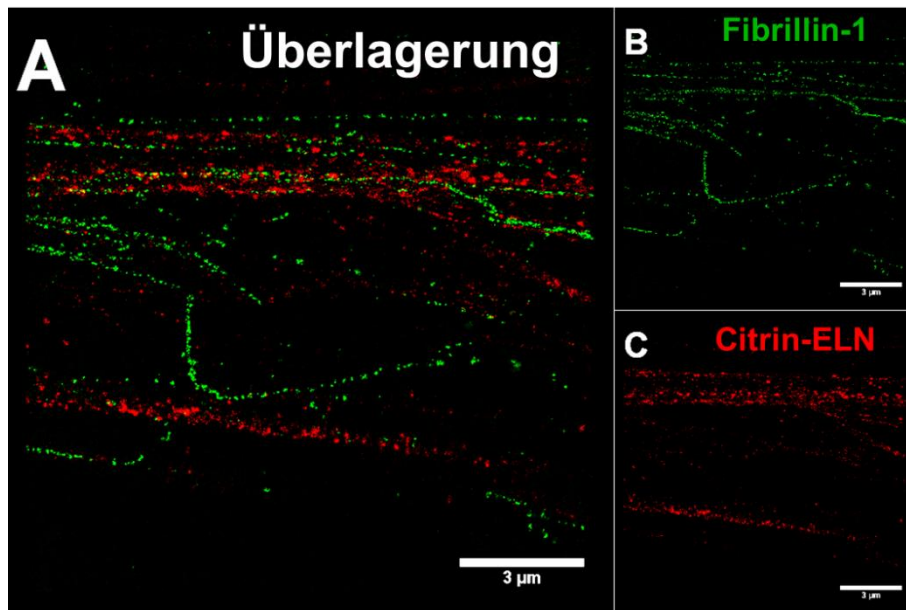 A
Überlagerung
3 µm
B
Fibrillin-1
3 µm
C
Citrin-ELN
3 µm